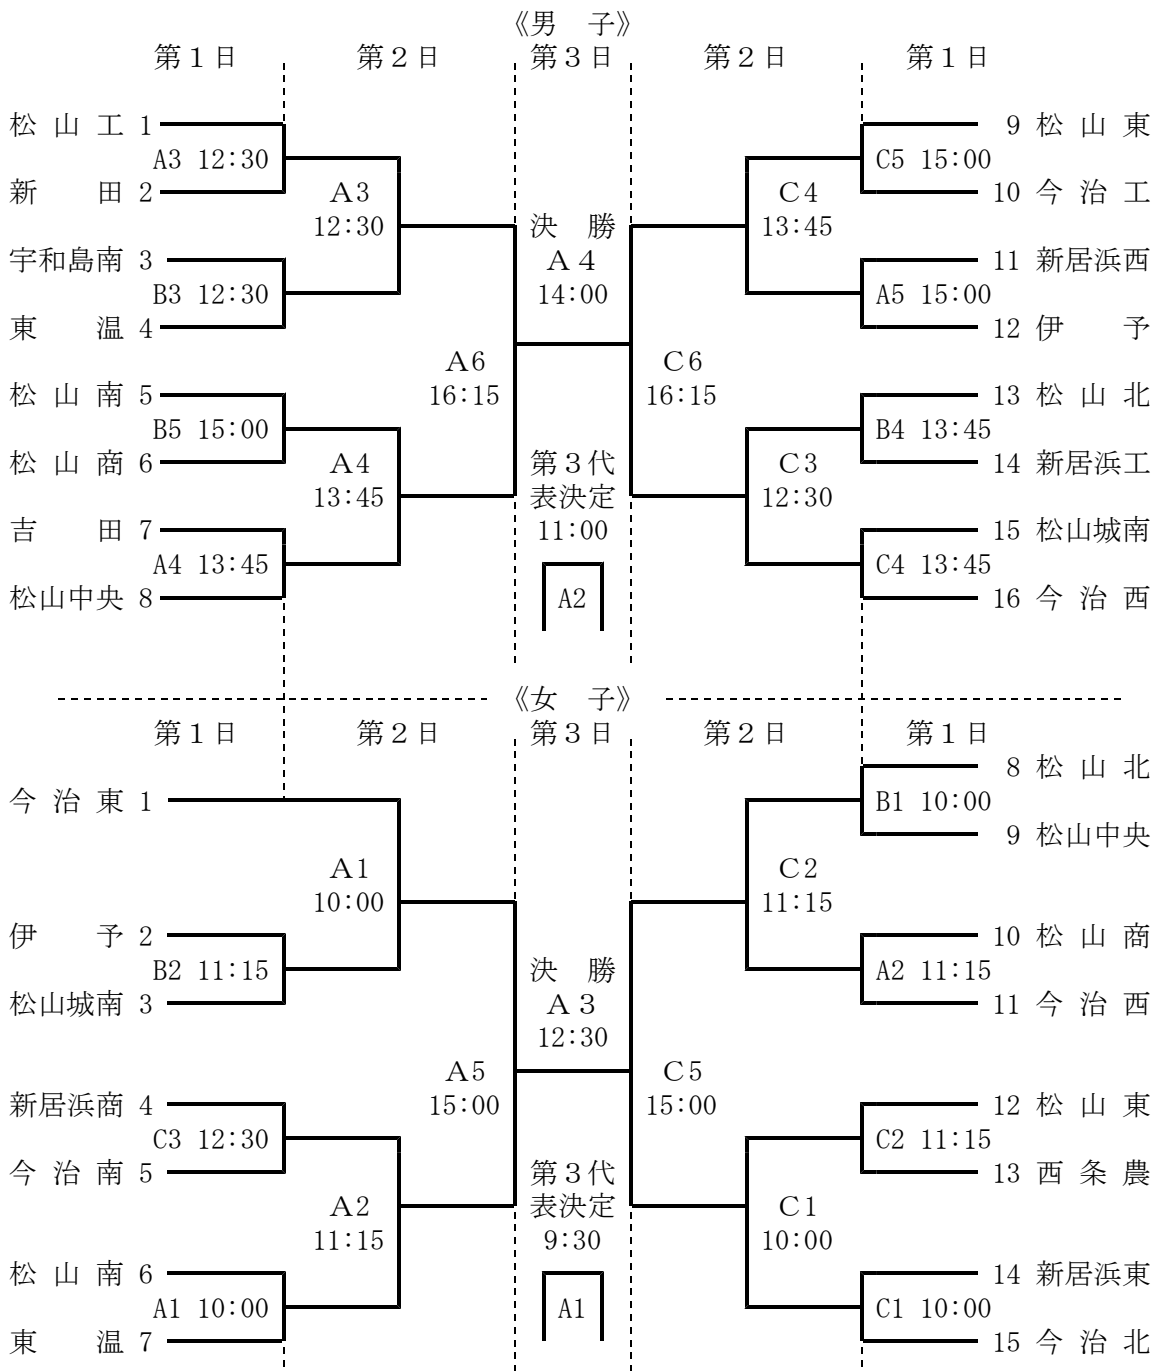 《男　子》
第１日　第２日　第３日　第２日　第１日
松 山 工 1　9 松 山 東
A3 12:30　C5 15:00
新　　田 2　A3　C4　10 今 治 工
12:30　決　勝　13:45
宇和島南 3　A 4　11 新居浜西
B3 12:30　14:00　A5 15:00
東　　温 4　12 伊　　予
A6　C6
松 山 南 5　16:15　16:15　13 松 山 北
B5 15:00　B4 13:45
松 山 商 6　A4　第３代　C3　14 新居浜工
13:45　表決定　12:30
吉　　田 7　11:00　15 松山城南
A4 13:45　C4 13:45
松山中央 8　A2　16 今 治 西
《女　子》
第１日　第２日　第３日　第２日　第１日
8 松 山 北
今 治 東 1　B1 10:00
9 松山中央
A1　C2
10:00　11:15
伊　　予 2　10 松 山 商
B2 11:15　決　勝　A2 11:15
松山城南 3　A 3　11 今 治 西
12:30
A5　C5
新居浜商 4　15:00　15:00　12 松 山 東
C3 12:30　C2 11:15
今 治 南 5　第３代　13 西 条 農
A2　表決定　C1
11:15　9:30　10:00
松 山 南 6　14 新居浜東
A1 10:00　A1　C1 10:00
東　　温 7　15 今 治 北